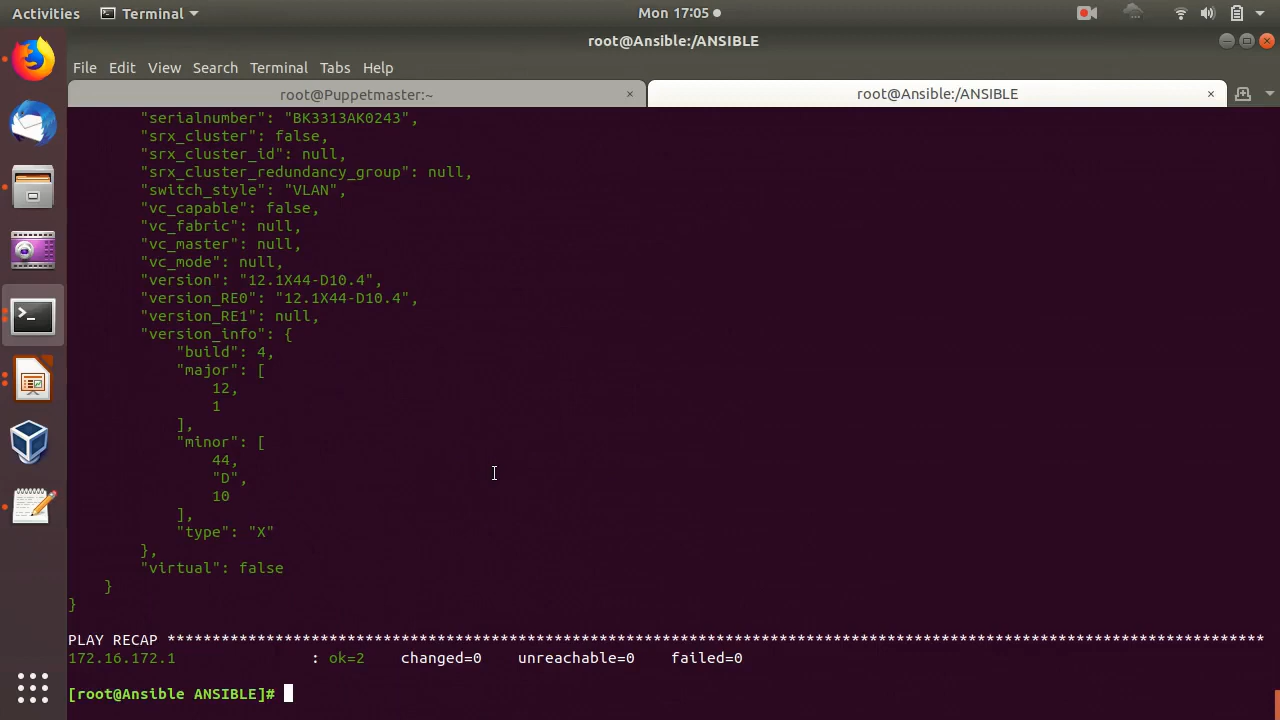 Activities Terminal Mon 17:05
root@Ansible:/ANSIBLE
File Edit View Search Terminal Tabs Help
root@Puppetmaster:~ × root@Ansible:/ANSIBLE ×
"serialnumber": "BK3313AK0243",
"srx_cluster": false,
"srx_cluster_id": null,
"srx_cluster_redundancy_group": null,
"switch_style": "VLAN",
"vc_capable": false,
"vc_fabric": null,
"vc_master": null,
"vc_mode": null,
"version": "12.1X44-D10.4",
"version_RE0": "12.1X44-D10.4",
"version_RE1": null,
"version_info": {
"build": 4,
"major": [
12,
1
],
"minor": [
44,
"D",
10
],
"type": "X"
},
"virtual": false
}
}
PLAY RECAP *************************************************************************************************************************
172.16.172.1 : ok=2 changed=0 unreachable=0 failed=0
[root@Ansible ANSIBLE]#